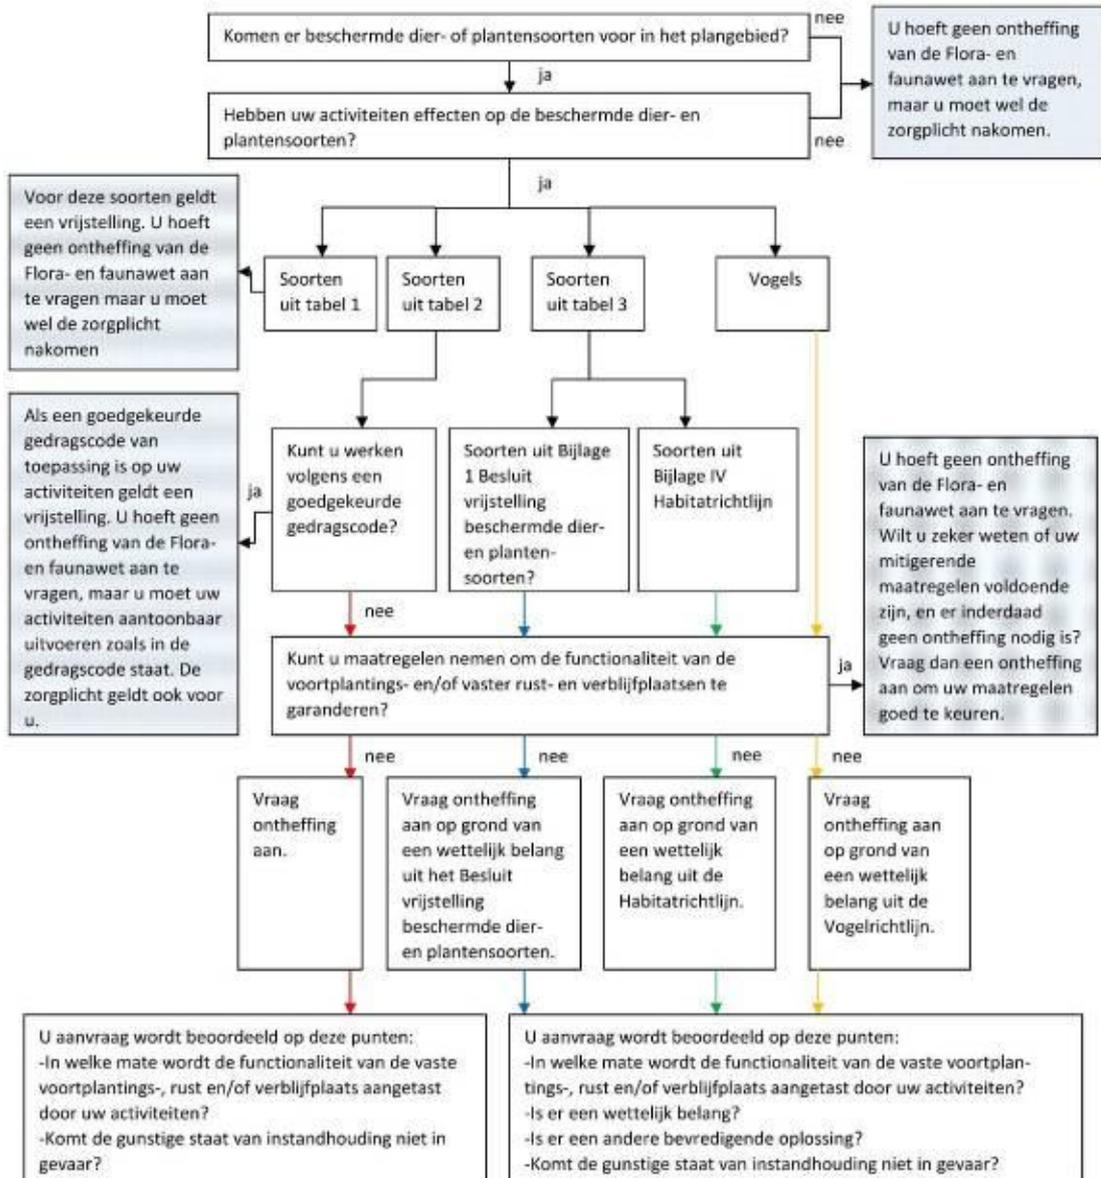 Komen er beschermde dier- of plantensoorten voor in het plangebied?
nee
U hoeft geen ontheffing
van de Flora- en
faunawet aan te vragen,
maar u moet wel de
zorgplicht nakomen.
ja
Hebben uw activiteiten effecten op de beschermde dier- en
plantensoorten?
nee
ja
Voor deze soorten geldt
een vrijstelling. U hoeft
geen ontheffing van de
Flora- en faunawet aan
te vragen maar u moet
wel de zorgplicht
nakomen
Soorten
uit tabel 1
Soorten
uit tabel 2
Soorten
uit tabel 3
Vogels
Als een goedgekeurde
gedragscode van
toepassing is op uw
activiteiten geldt een
vrijstelling. U hoeft geen
ontheffing van de Flora-
en faunawet aan te
vragen, maar u moet uw
activiteiten aantoonbaar
uitvoeren zoals in de
gedragscode staat. De
zorgplicht geldt ook voor
u.
ja
Kunt u werken
volgens een
goedgekeurde
gedragscode?
Soorten uit Bijlage
1 Besluit
vrijstelling
beschermde dier-
en planten-
soorten?
Soorten uit
Bijlage IV
Habitatrichtlijn
U hoeft geen ontheffing
van de Flora- en
faunawet aan te vragen.
Wilt u zeker weten of uw
mitigerende
maatregelen voldoende
zijn, en er inderdaad
geen ontheffing nodig is?
Vraag dan een ontheffing
aan om uw maatregelen
goed te keuren.
nee
Kunt u maatregelen nemen om de functionaliteit van de
voortplantings- en/of vaster rust- en verblijfplaatsen te
garanderen?
ja
nee
nee
nee
nee
Vraag
ontheffing
aan.
Vraag ontheffing
aan op grond van
een wettelijk belang
uit het Besluit
vrijstelling
beschermde dier-
en plantensoorten.
Vraag ontheffing
aan op grond van
een wettelijk
belang uit de
Habitatrichtlijn.
Vraag
ontheffing aan
op grond van
een wettelijk
belang uit de
Vogelrichtlijn.
U aanvraag wordt beoordeeld op deze punten:
-In welke mate wordt de functionaliteit van de vaste
voortplantings-, rust en/of verblijfplaats aangetast
door uw activiteiten?
-Komt de gunstige staat van instandhouding niet in
gevaar?
U aanvraag wordt beoordeeld op deze punten:
-In welke mate wordt de functionaliteit van de vaste voortplan-
tings-, rust en/of verblijfplaats aangetast door uw activiteiten?
-Is er een wettelijk belang?
-Is er een andere bevredigende oplossing?
-Komt de gunstige staat van instandhouding niet in gevaar?